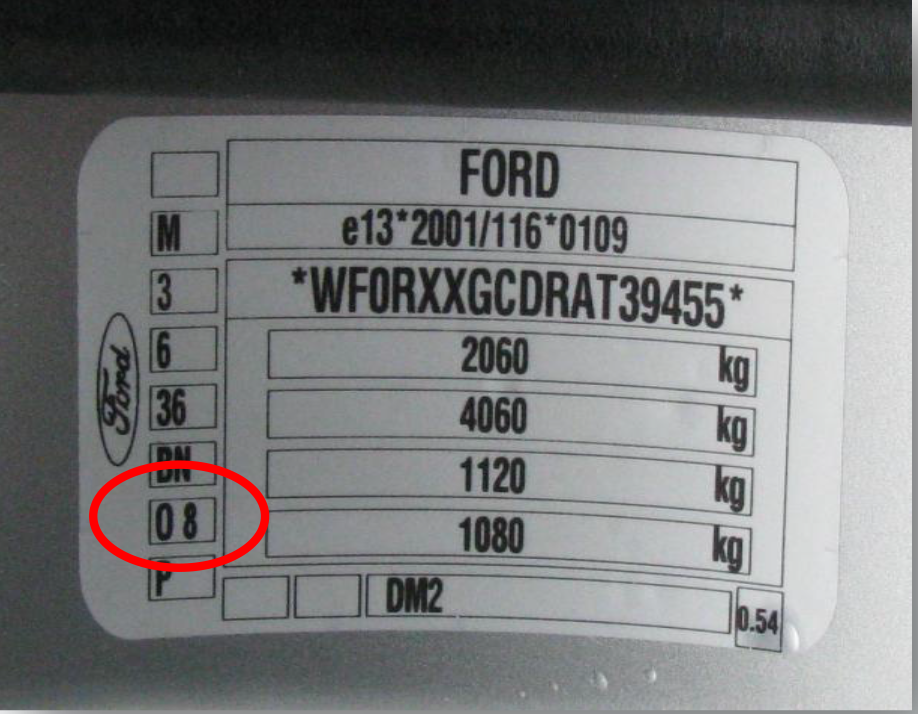 FORD
M
e13*2001/116*0109
3
*WF0RXXGCDRAT39455*
6
2060 kg
Ford
36
4060 kg
BN
1120 kg
O 8
1080 kg
P
DM2
0.54